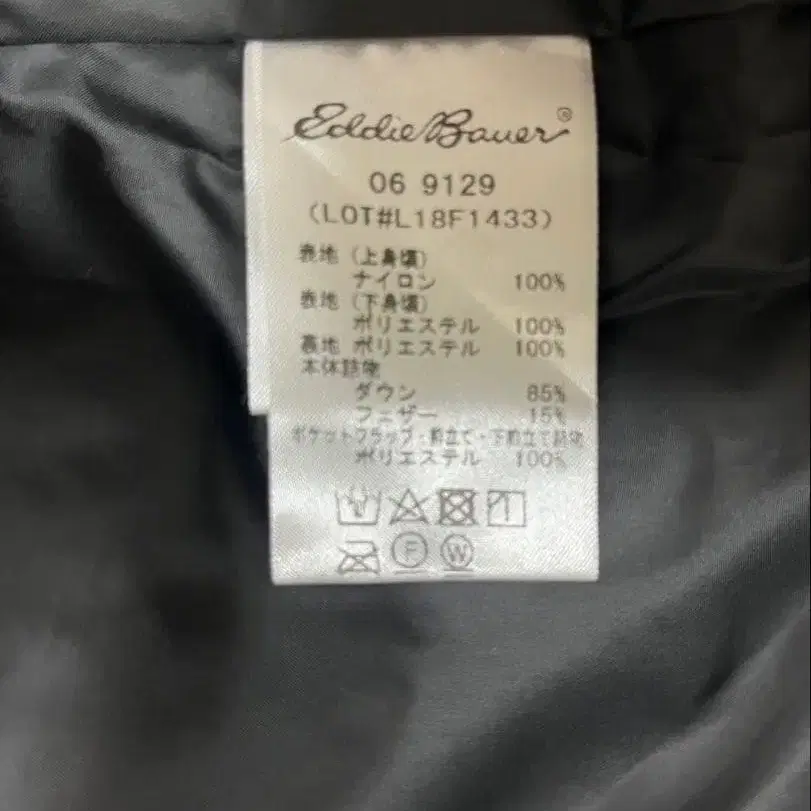 Eddie Bauer®
06 9129
(LOT#L18F1433)
表地 (上身頃)
ナイロン 100%
表地 (下身頃)
ポリエステル 100%
裏地 ポリエステル 100%
本体詰物
ダウン 85%
フェザー 15%
ポケットフラップ・前立て・下前立て詰物
ポリエステル 100%
F W